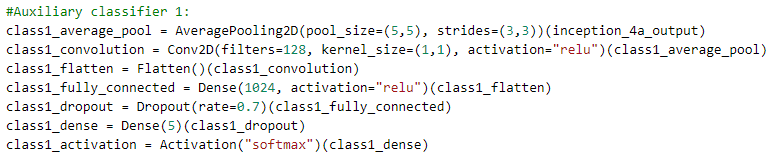 #Auxiliary classifier 1:
class1_average_pool = AveragePooling2D(pool_size=(5,5), strides=(3,3))(inception_4a_output)
class1_convolution = Conv2D(filters=128, kernel_size=(1,1), activation="relu")(class1_average_pool)
class1_flatten = Flatten()(class1_convolution)
class1_fully_connected = Dense(1024, activation="relu")(class1_flatten)
class1_dropout = Dropout(rate=0.7)(class1_fully_connected)
class1_dense = Dense(5)(class1_dropout)
class1_activation = Activation("softmax")(class1_dense)